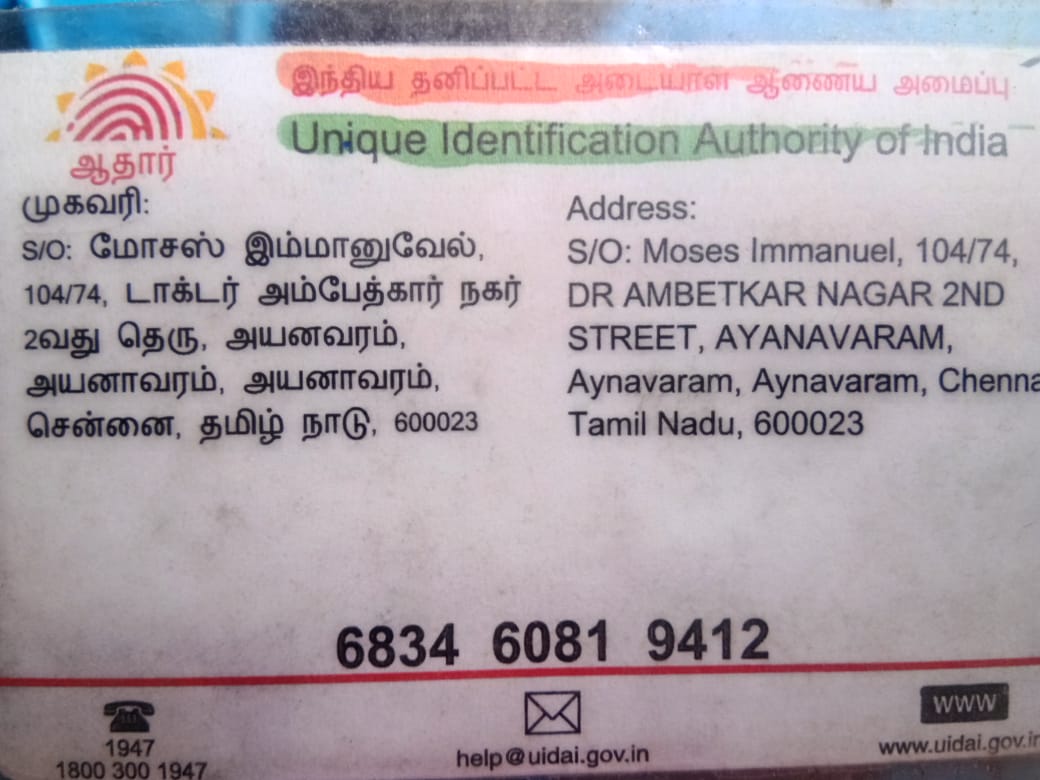 இந்திய தனிப்பட்ட அடையாள ஆணைய அமைப்பு
Unique Identification Authority of India
ஆதார்
முகவரி:
S/O: மோசஸ் இம்மானுவேல்,
104/74, டாக்டர் அம்பேத்கார் நகர்
2வது தெரு, அயனவரம்,
அயனாவரம், அயனாவரம்,
சென்னை, தமிழ் நாடு, 600023
Address:
S/O: Moses Immanuel, 104/74,
DR AMBETKAR NAGAR 2ND
STREET, AYANAVARAM,
Aynavaram, Aynavaram, Chenna
Tamil Nadu, 600023
6834 6081 9412
1947
1800 300 1947
help@uidai.gov.in
WWW
www.uidai.gov.in